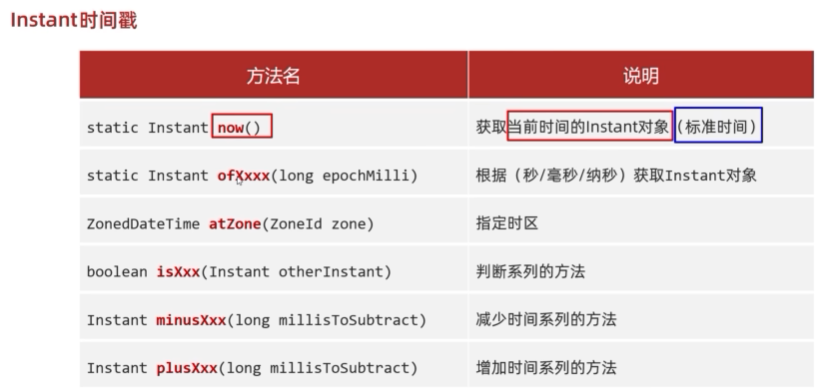 Instant时间戳
方法名 说明
static Instant now() 获取当前时间的Instant对象（标准时间）
static Instant ofXxxx(long epochMilli) 根据（秒/毫秒/纳秒）获取Instant对象
ZonedDateTime atZone(ZoneId zone) 指定时区
boolean isXxx(Instant otherInstant) 判断系列的方法
Instant minusXxx(long millisToSubtract) 减少时间系列的方法
Instant plusXxx(long millisToSubtract) 增加时间系列的方法